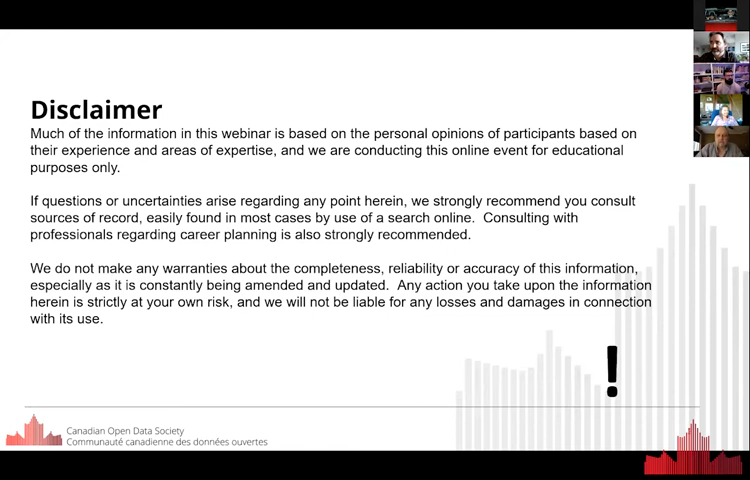 Disclaimer
Much of the information in this webinar is based on the personal opinions of participants based on
their experience and areas of expertise, and we are conducting this online event for educational
purposes only.
If questions or uncertainties arise regarding any point herein, we strongly recommend you consult
sources of record, easily found in most cases by use of a search online.  Consulting with
professionals regarding career planning is also strongly recommended.
We do not make any warranties about the completeness, reliability or accuracy of this information,
especially as it is constantly being amended and updated.  Any action you take upon the information
herein is strictly at your own risk, and we will not be liable for any losses and damages in connection
with its use.
!
Canadian Open Data Society
Communauté canadienne des données ouvertes